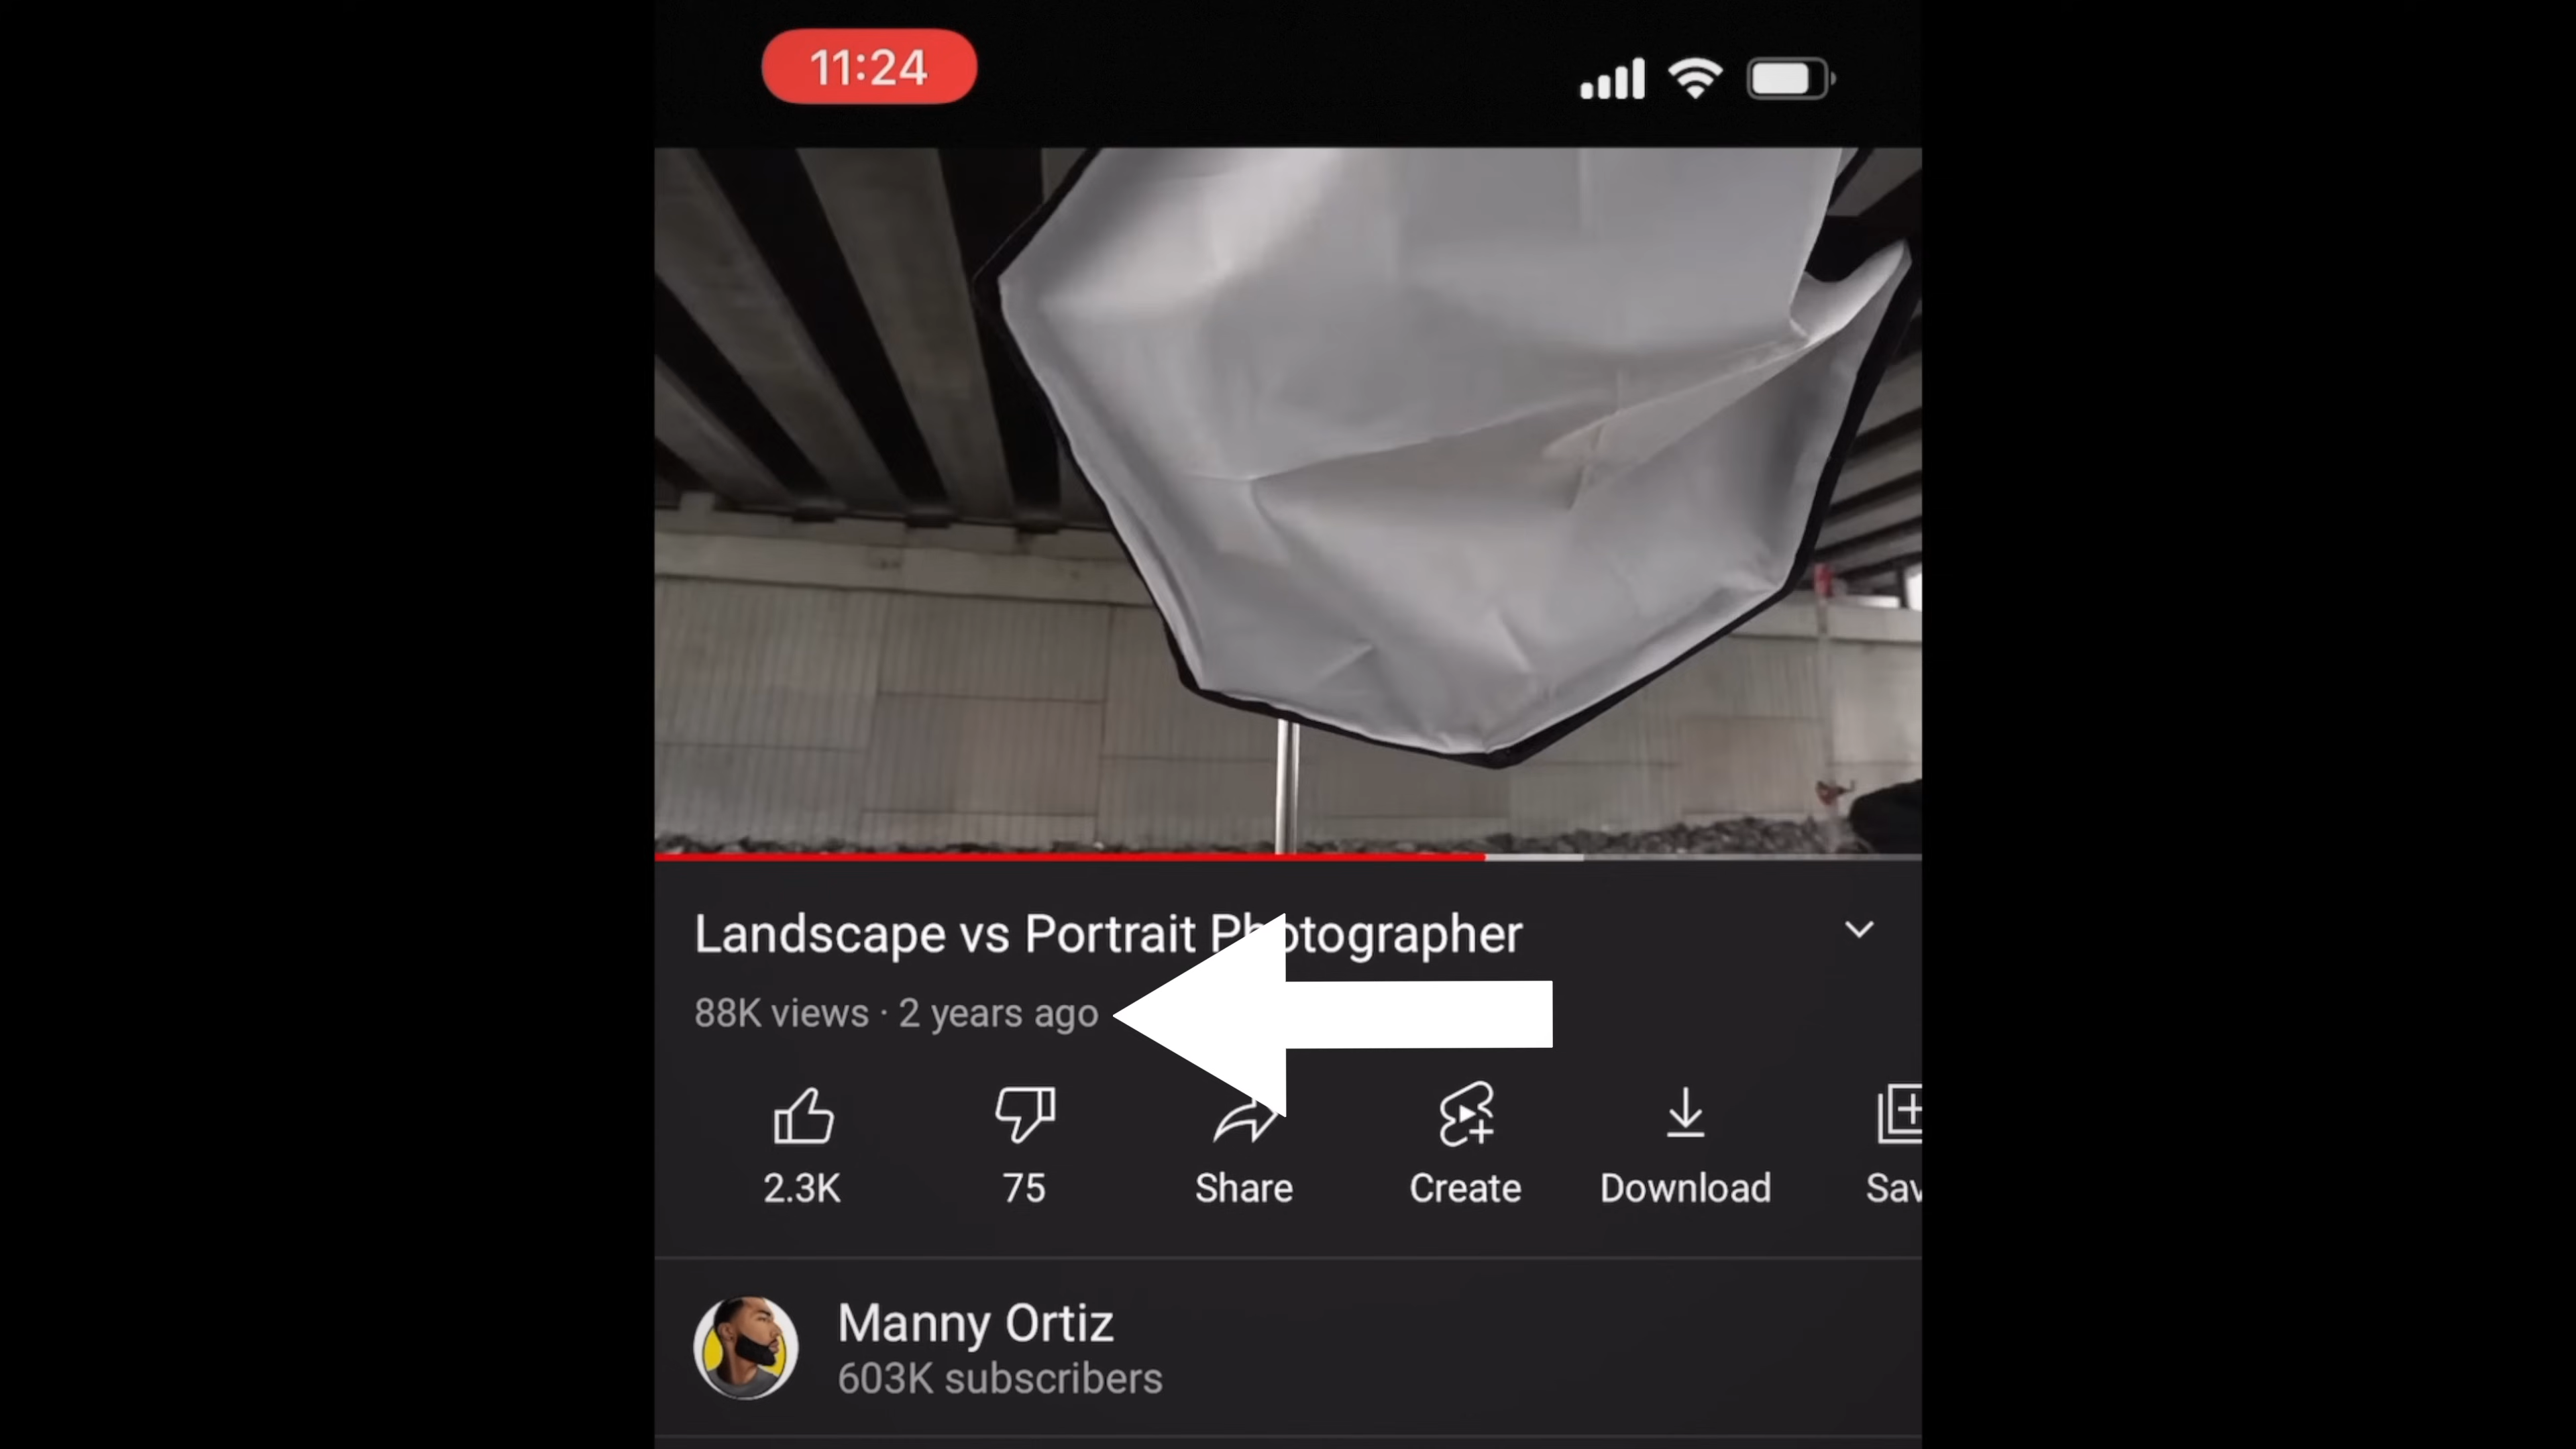 11:24
Landscape vs Portrait Photographer
88K views · 2 years ago
2.3K
75
Share
Create
Download
Sav
Manny Ortiz
603K subscribers